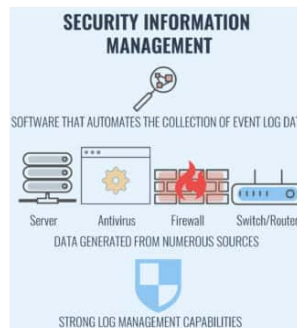 SECURITY INFORMATION
MANAGEMENT
SOFTWARE THAT AUTOMATES THE COLLECTION OF EVENT LOG DAT
Server Antivirus Firewall Switch/Router
DATA GENERATED FROM NUMEROUS SOURCES
STRONG LOG MANAGEMENT CAPABILITIES